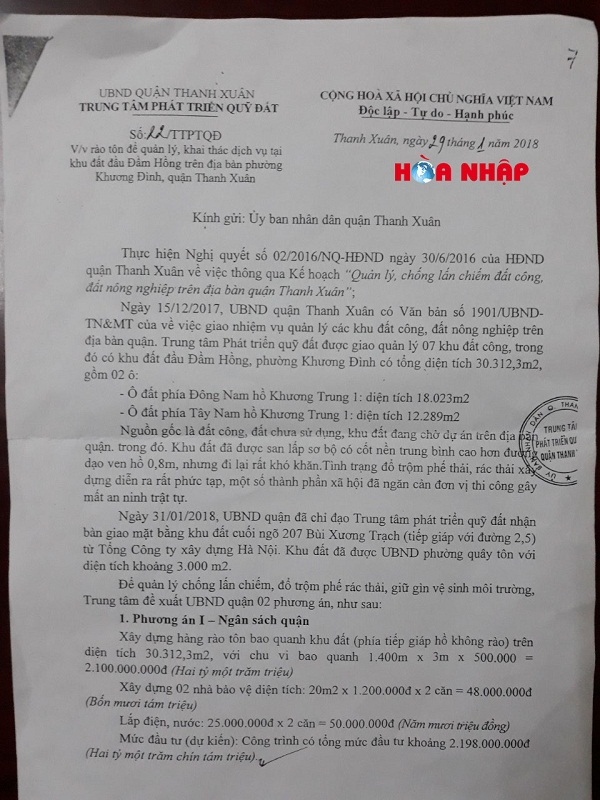 7
UBND QUẬN THANH XUÂN
TRUNG TÂM PHÁT TRIỂN QUỸ ĐẤT
CỘNG HOÀ XÃ HỘI CHỦ NGHĨA VIỆT NAM
Độc lập - Tự do - Hạnh phúc
Số: 22/TTPTQĐ
V/v rào tôn để quản lý, khai thác dịch vụ tại
khu đất đầu Đầm Hồng trên địa bàn phường
Khương Đình, quận Thanh Xuân
Thanh Xuân, ngày 29 tháng 1 năm 2018
HÒA NHẬP
Kính gửi: Ủy ban nhân dân quận Thanh Xuân
Thực hiện Nghị quyết số 02/2016/NQ-HĐND ngày 30/6/2016 của HĐND
quận Thanh Xuân về việc thông qua Kế hoạch “Quản lý, chống lấn chiếm đất công,
đất nông nghiệp trên địa bàn quận Thanh Xuân”;
Ngày 15/12/2017, UBND quận Thanh Xuân có Văn bản số 1901/UBND-
TN&MT của về việc giao nhiệm vụ quản lý các khu đất công, đất nông nghiệp trên
địa bàn quận. Trung tâm Phát triển quỹ đất được giao quản lý 07 khu đất công, trong
đó có khu đất đầu Đầm Hồng, phường Khương Đình có tổng diện tích 30.312,3m2,
gồm 02 ô:
- Ô đất phía Đông Nam hồ Khương Trung 1: diện tích 18.023m2
- Ô đất phía Tây Nam hồ Khương Trung 1: diện tích 12.289m2
Nguồn gốc là đất công, đất chưa sử dụng, khu đất đang chờ dự án trên địa bàn
quận. trong đó. Khu đất đã được san lấp sơ bộ có cốt nền trung bình cao hơn đường
dạo ven hồ 0,8m, nhưng đi lại rất khó khăn.Tình trạng đổ trộm phế thải, rác thải xây
dựng diễn ra rất phức tạp, một số thành phần xã hội đã ngăn cản đơn vị thi công gây
mất an ninh trật tự.
Q. THANH
TRUNG TÂ
PHÁT TRIỂN QU
QUẬN THANH
Ngày 31/01/2018, UBND quận đã chỉ đạo Trung tâm phát triển quỹ đất nhận
bàn giao mặt bằng khu đất cuối ngõ 207 Bùi Xương Trạch (tiếp giáp với đường 2,5)
từ Tổng Công ty xây dựng Hà Nội. Khu đất đã được UBND phường quây tôn với
diện tích khoảng 3.000 m2.
Để quản lý chống lấn chiếm, đổ trộm phế rác thải, giữ gìn vệ sinh môi trường,
Trung tâm đề xuất UBND quận 02 phương án, như sau:
1. Phương án I – Ngân sách quận
Xây dựng hàng rào tôn bao quanh khu đất (phía tiếp giáp hồ không rào) trên
diện tích 30.312,3m2, với chu vi bao quanh 1.400m x 3m x 500.000 =
2.100.000.000đ (Hai tỷ một trăm triệu)
Xây dựng 02 nhà bảo vệ diện tích: 20m2 x 1.200.000đ x 2 căn = 48.000.000đ
(Bốn mươi tám triệu)
Lắp điện, nước: 25.000.000đ x 2 căn = 50.000.000đ (Năm mươi triệu đồng)
Mức đầu tư (dự kiến): Công trình có tổng mức đầu tư khoảng 2.198.000.000đ
(Hai tỷ một trăm chín tám triệu).